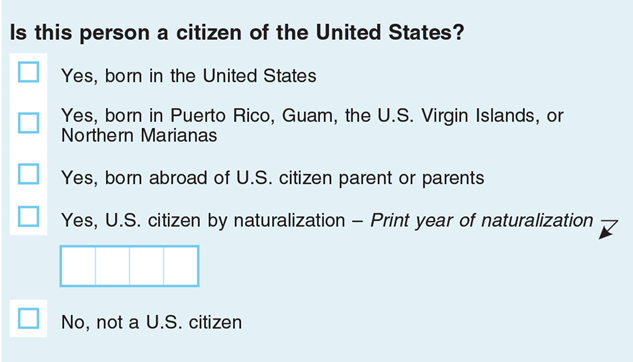 Is this person a citizen of the United States?
Yes, born in the United States
Yes, born in Puerto Rico, Guam, the U.S. Virgin Islands, or
Northern Marianas
Yes, born abroad of U.S. citizen parent or parents
Yes, U.S. citizen by naturalization – Print year of naturalization
No, not a U.S. citizen